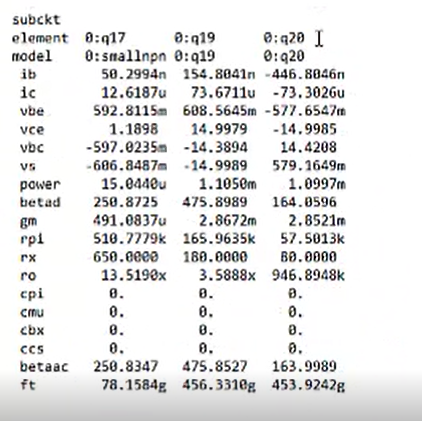 subckt
element 0:q17 0:q19 0:q20
model 0:smallnpn 0:q19 0:q20
ib 50.2994n 154.8041n -446.8046n
ic 12.6187u 73.6711u -73.3026u
vbe 592.8115m 608.5645m -577.6547m
vce 1.1898 14.9979 -14.9985
vbc -597.0235m -14.3894 14.4208
vs -606.8487m -14.9989 579.1649m
power 15.0440u 1.1050m 1.0997m
betad 250.8725 475.8989 164.0596
gm 491.0837u 2.8672m 2.8521m
rpi 510.7779k 165.9635k 57.5013k
rx -650.0000 180.0000 80.0000
ro 13.5190x 3.5888x 946.8948k
cpi 0. 0. 0.
cmu 0. 0. 0.
cbx 0. 0. 0.
ccs 0. 0. 0.
betaac 250.8347 475.8527 163.9989
ft 78.1584g 456.3310g 453.9242g